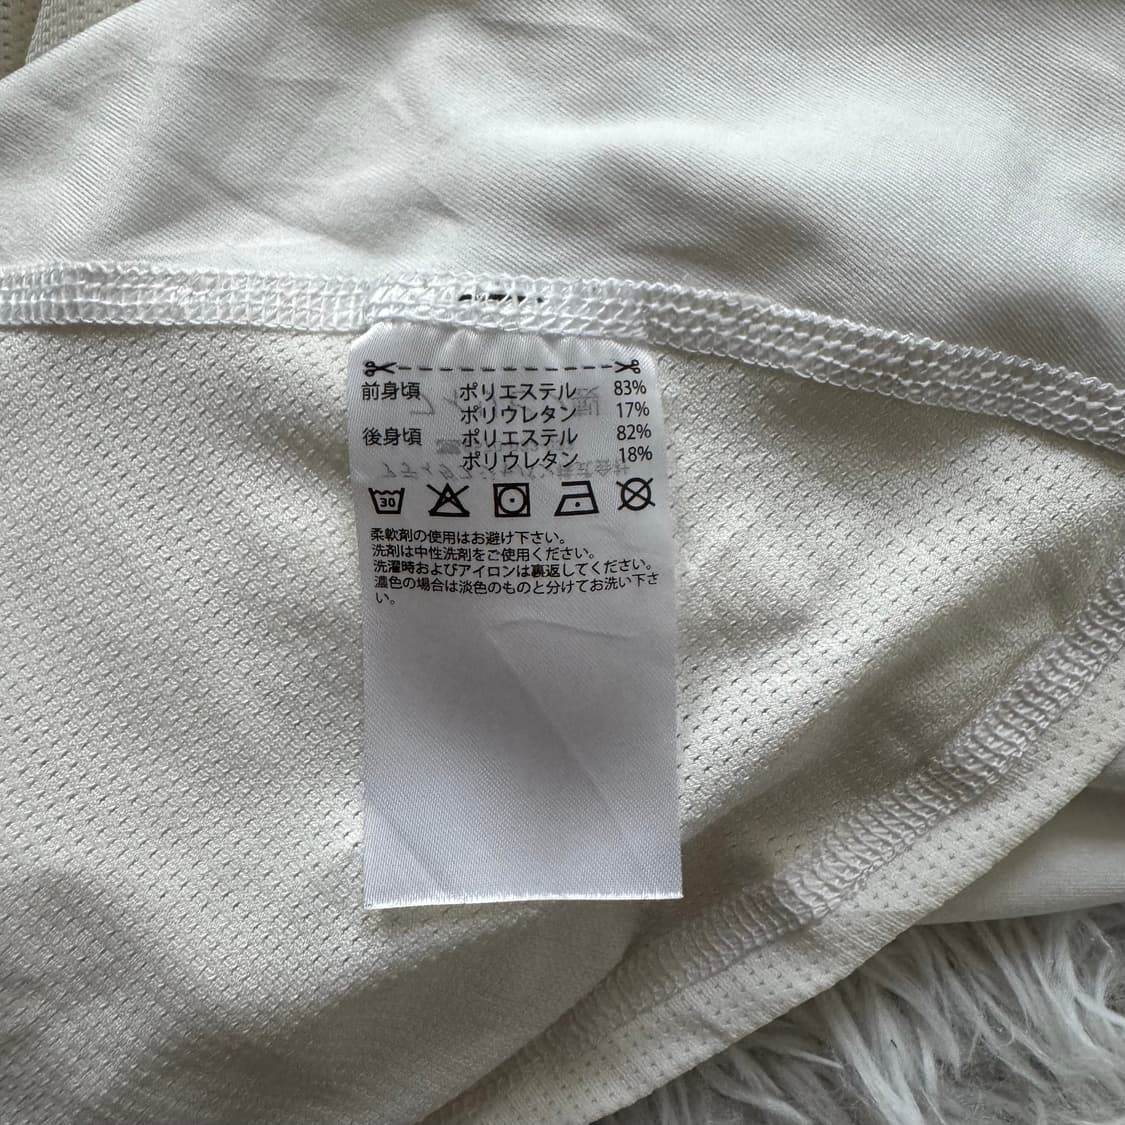 前身頃 ポリエステル 83%
ポリウレタン 17%
後身頃 ポリエステル 82%
ポリウレタン 18%
30
柔軟剤の使用はお避け下さい。
洗剤は中性洗剤をご使用ください。
洗濯時およびアイロンは裏返してください。
濃色の場合は淡色のものと分けてお洗い下さ
い。